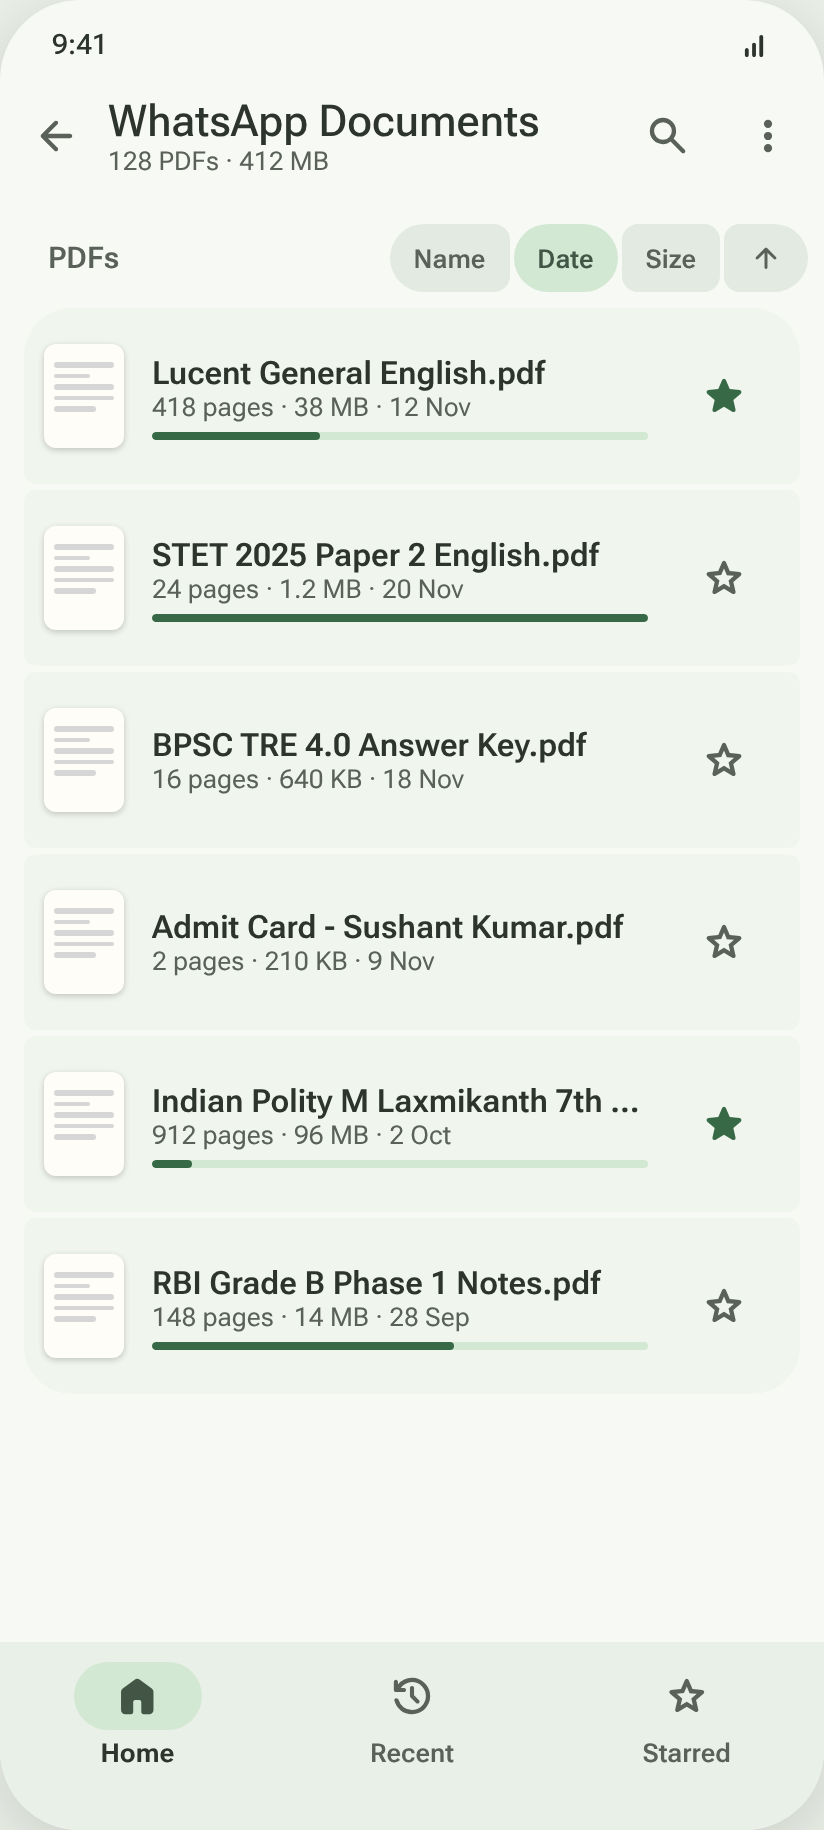 9:41
WhatsApp Documents
128 PDFs · 412 MB
PDFs
Name
Date
Size
Lucent General English.pdf
418 pages · 38 MB · 12 Nov
STET 2025 Paper 2 English.pdf
24 pages · 1.2 MB · 20 Nov
BPSC TRE 4.0 Answer Key.pdf
16 pages · 640 KB · 18 Nov
Admit Card - Sushant Kumar.pdf
2 pages · 210 KB · 9 Nov
Indian Polity M Laxmikanth 7th ...
912 pages · 96 MB · 2 Oct
RBI Grade B Phase 1 Notes.pdf
148 pages · 14 MB · 28 Sep
Home
Recent
Starred